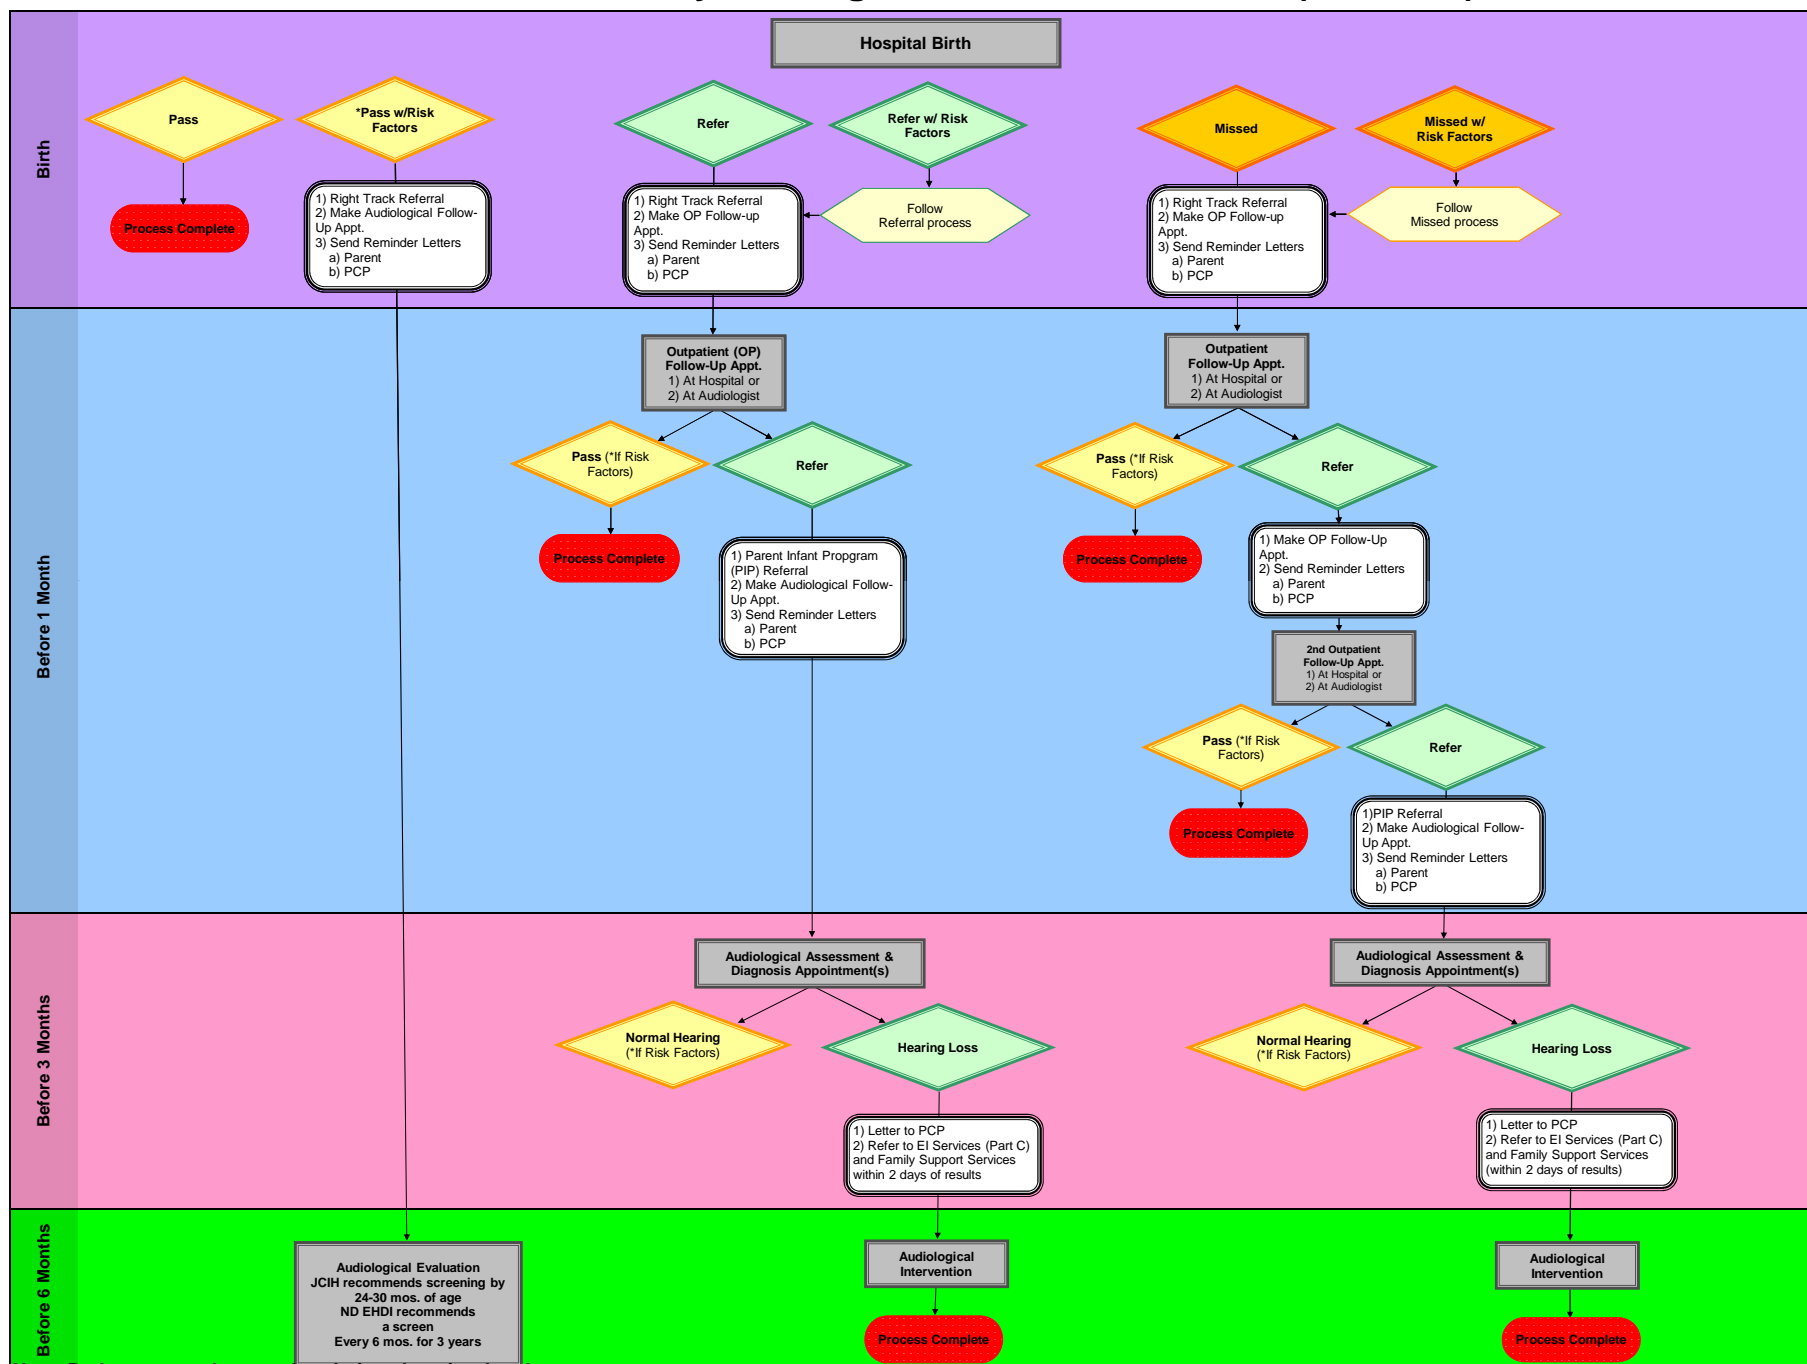 Hospital Birth
Birth
Pass
*Pass w/Risk
Factors
Refer
Refer w/ Risk
Factors
Missed
Missed w/
Risk Factors
Process Complete
1) Right Track Referral
2) Make Audiological Follow-
Up Appt.
3) Send Reminder Letters
a) Parent
b) PCP
1) Right Track Referral
2) Make OP Follow-up
Appt.
3) Send Reminder Letters
a) Parent
b) PCP
Follow
Referral process
1) Right Track Referral
2) Make OP Follow-up
Appt.
3) Send Reminder Letters
a) Parent
b) PCP
Follow
Missed process
Before 1 Month
Outpatient (OP)
Follow-Up Appt.
1) At Hospital or
2) At Audiologist
Pass (*If Risk
Factors)
Refer
Process Complete
1) Parent Infant Propgram
(PIP) Referral
2) Make Audiological Follow-
Up Appt.
3) Send Reminder Letters
a) Parent
b) PCP
Outpatient
Follow-Up Appt.
1) At Hospital or
2) At Audiologist
Pass (*If Risk
Factors)
Refer
Process Complete
1) Make OP Follow-Up
Appt.
2) Send Reminder Letters
a) Parent
b) PCP
2nd Outpatient
Follow-Up Appt.
1) At Hospital or
2) At Audiologist
Pass (*If Risk
Factors)
Refer
Process Complete
1)PIP Referral
2) Make Audiological Follow-
Up Appt.
3) Send Reminder Letters
a) Parent
b) PCP
Before 3 Months
Audiological Assessment &
Diagnosis Appointment(s)
Normal Hearing
(*If Risk Factors)
Hearing Loss
1) Letter to PCP
2) Refer to EI Services (Part C)
and Family Support Services
within 2 days of results
Audiological Assessment &
Diagnosis Appointment(s)
Normal Hearing
(*If Risk Factors)
Hearing Loss
1) Letter to PCP
2) Refer to EI Services (Part C)
and Family Support Services
(within 2 days of results)
Before 6 Months
Audiological Evaluation
JCIH recommends screening by
24-30 mos. of age
ND EHDI recommends
a screen
Every 6 mos. for 3 years
Audiological
Intervention
Process Complete
Audiological
Intervention
Process Complete